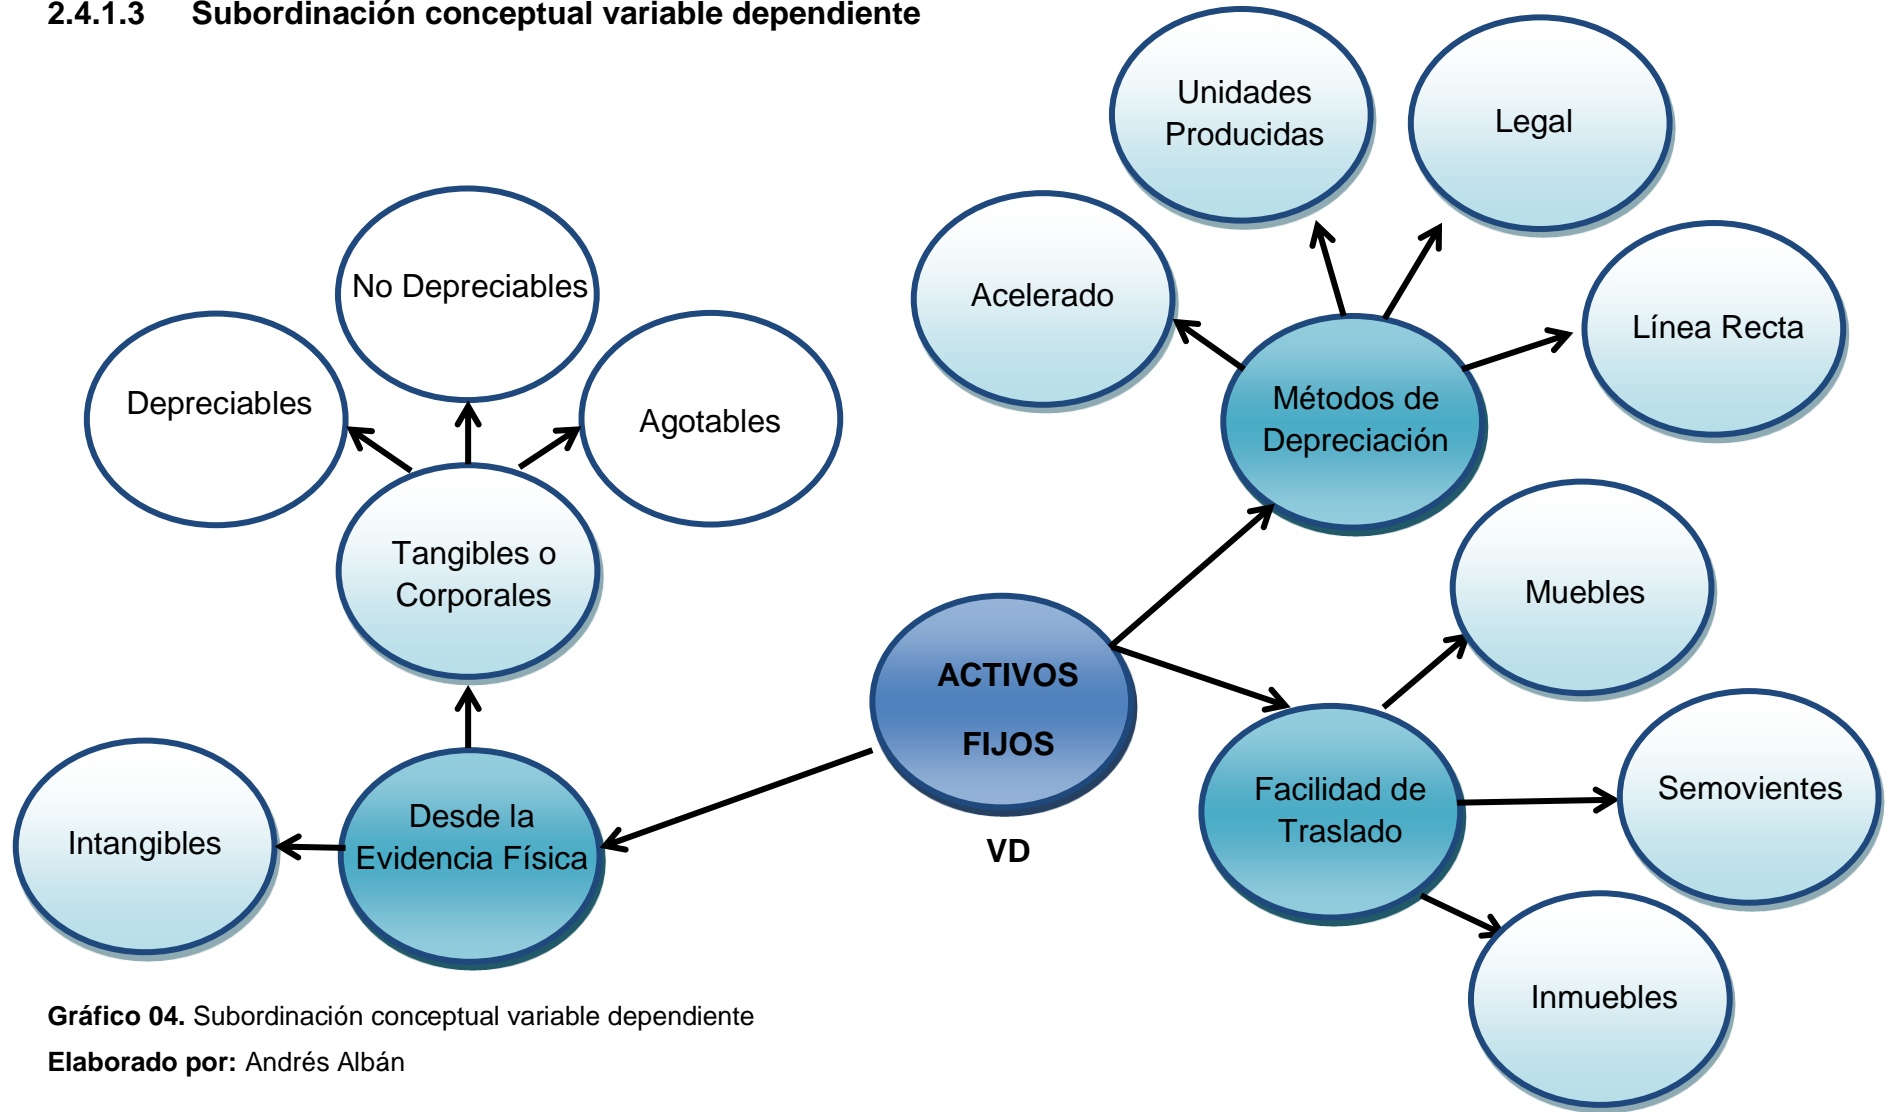 2.4.1.3 Subordinación conceptual variable dependiente
Unidades
Producidas
Legal
Acelerado
Línea Recta
No Depreciables
Depreciables
Agotables
Métodos de
Depreciación
Tangibles o
Corporales
Muebles
ACTIVOS
FIJOS
VD
Facilidad de
Traslado
Semovientes
Desde la
Evidencia Física
Intangibles
Inmuebles
Gráfico 04. Subordinación conceptual variable dependiente
Elaborado por: Andrés Albán